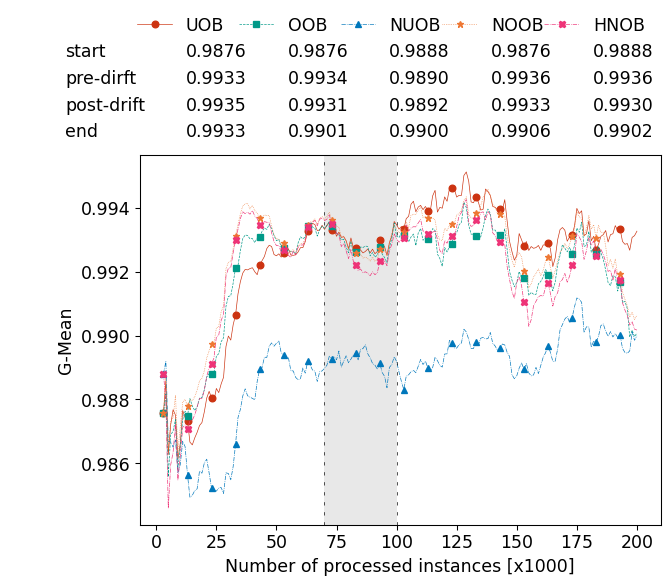 UOB OOB NUOB NOOB HNOB
start 0.9876 0.9876 0.9888 0.9876 0.9888
pre-dirft 0.9933 0.9934 0.9890 0.9936 0.9936
post-drift 0.9935 0.9931 0.9892 0.9933 0.9930
end 0.9933 0.9901 0.9900 0.9906 0.9902
0.994
0.992
0.990
0.988
0.986
G-Mean
0 25 50 75 100 125 150 175 200
Number of processed instances [x1000]